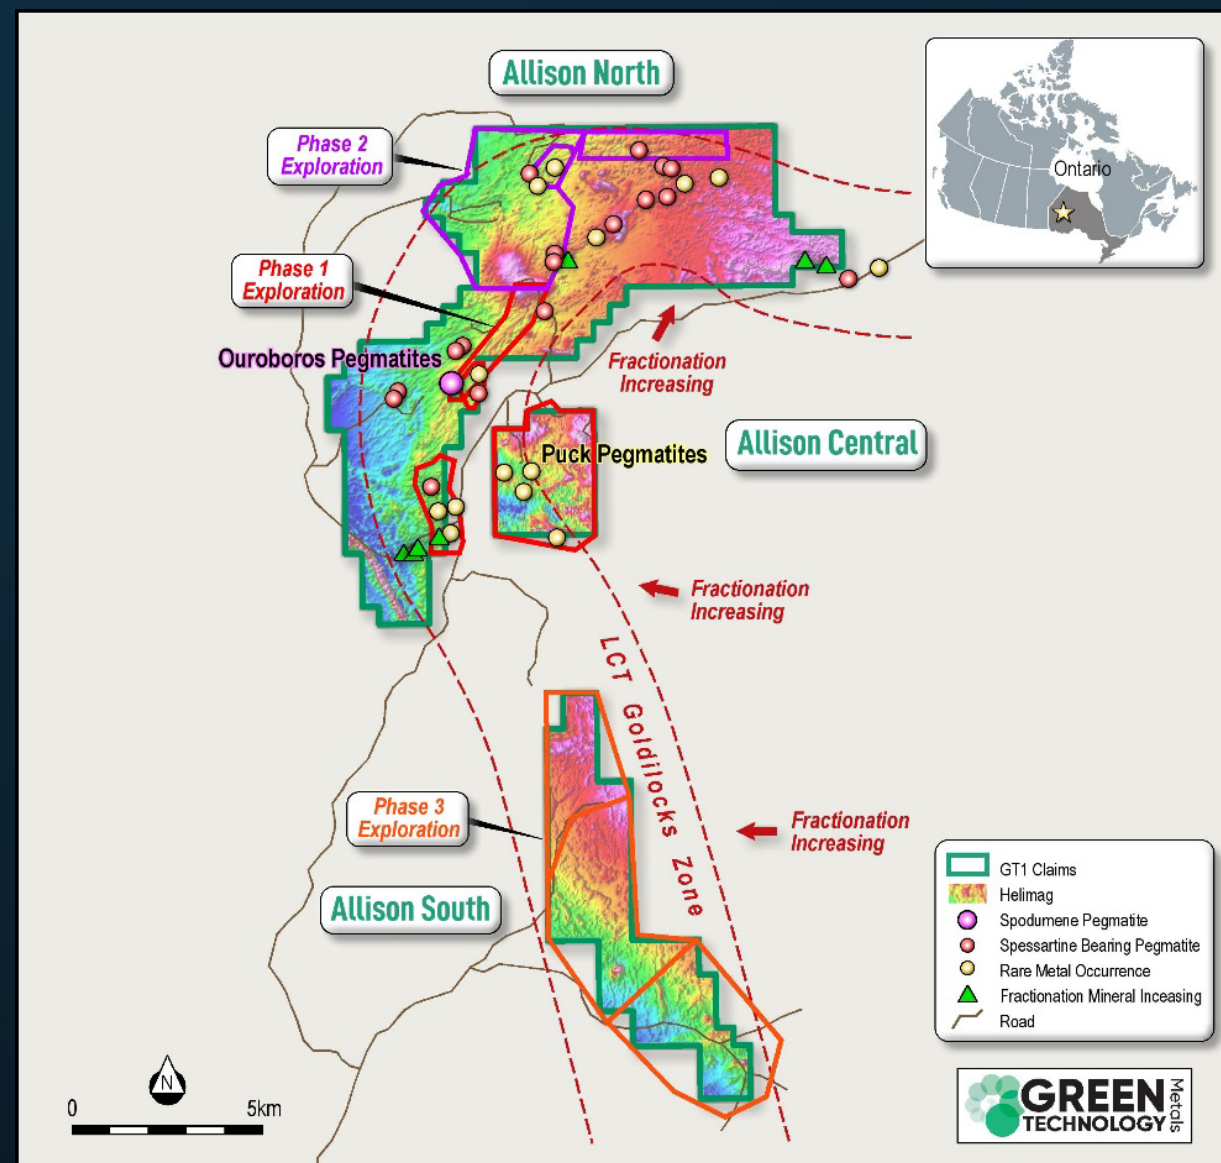 Allison North
Phase 2
Exploration
Ontario
Phase 1
Exploration
Ouroboros Pegmatites
Fractionation
Increasing
Allison Central
Puck Pegmatites
Fractionation
Increasing
LCT Goldilocks Zone
Phase 3
Exploration
Fractionation
Increasing
Allison South
GT1 Claims
Helimag
Spodumene Pegmatite
Spessartine Bearing Pegmatite
Rare Metal Occurrence
Fractionation Mineral Inceasing
Road
N
0 5km
GREEN
TECHNOLOGY
Metals